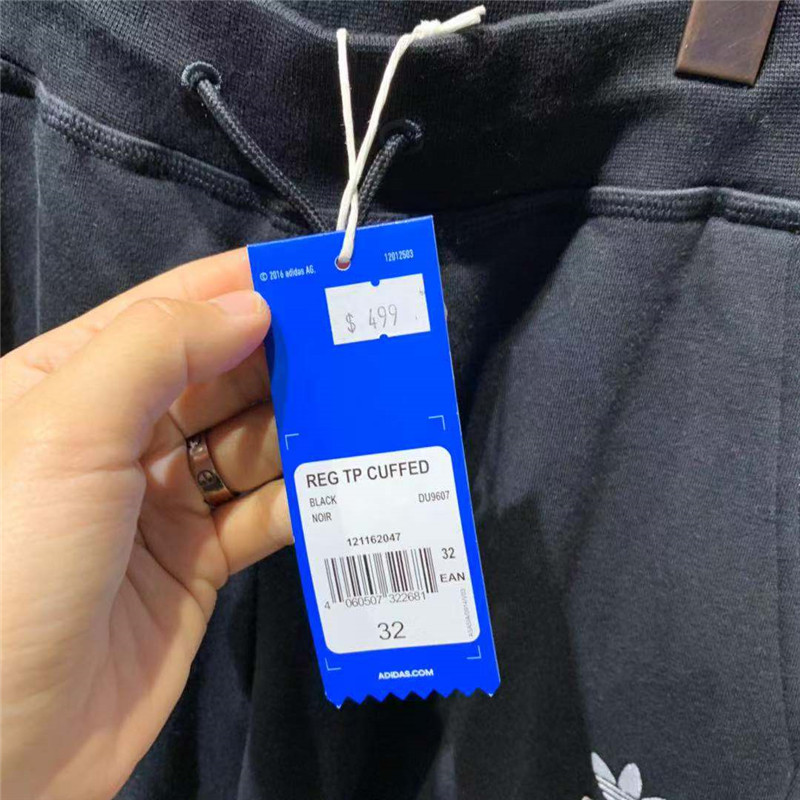 © 2016 adidas AG.
12012503
$ 499
REG TP CUFFED
BLACK
DU9607
NOIR
121162047
32
EAN
4 060507 322681
32
ADIDAS.COM